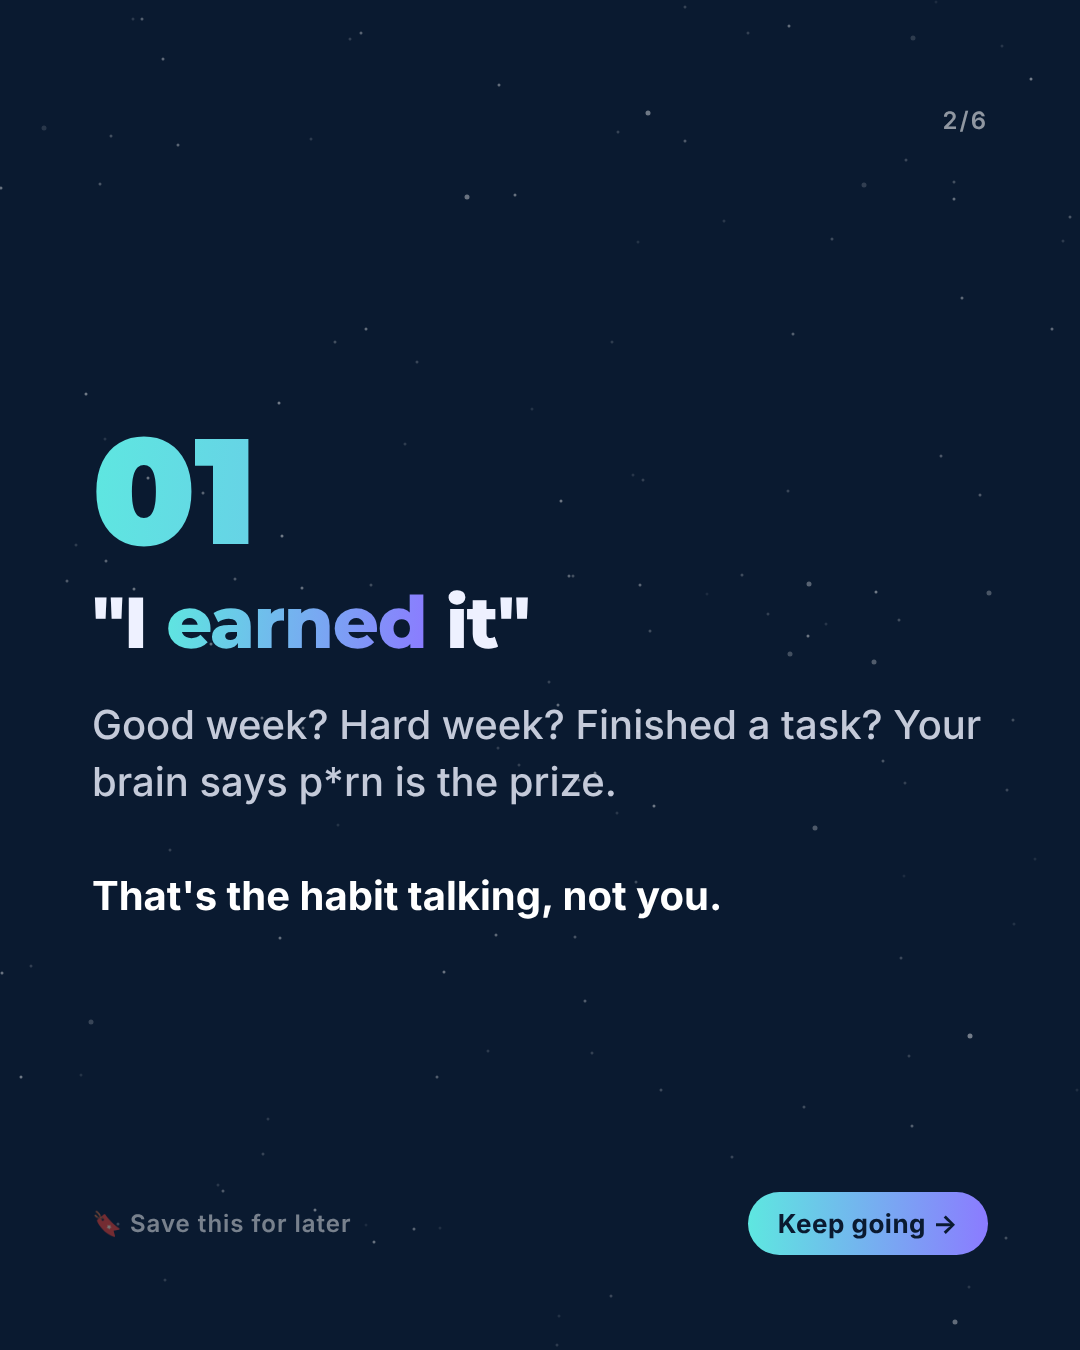 2/6
01
"I earned it"
Good week? Hard week? Finished a task? Your
brain says p*rn is the prize.
That's the habit talking, not you.
🔖 Save this for later
Keep going →